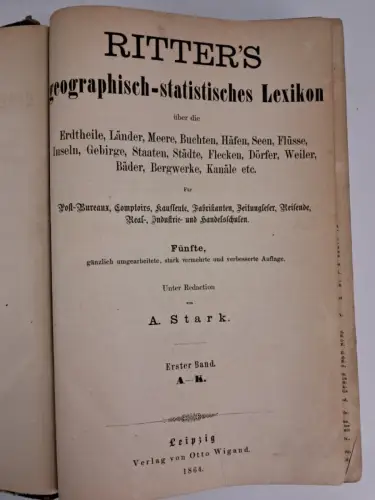 RITTER'S
geographisch-statistisches Lexikon
über die
Erdtheile, Länder, Meere, Buchten, Häfen, Seen, Flüsse,
Inseln, Gebirge, Staaten, Städte, Flecken, Dörfer, Weiler,
Bäder, Bergwerke, Kanäle etc.
Für
Post-Bureaux, Comptoirs, Kaufleute, Fabrikanten, Zeitungsleser, Reisende,
Real-, Industrie- und Handelsschulen.
Fünfte,
gänzlich umgearbeitete, stark vermehrte und verbesserte Auflage.
Unter Redaction
von
A. Stark.
Erster Band.
A—K.
Leipzig
Verlag von Otto Wigand.
1864.